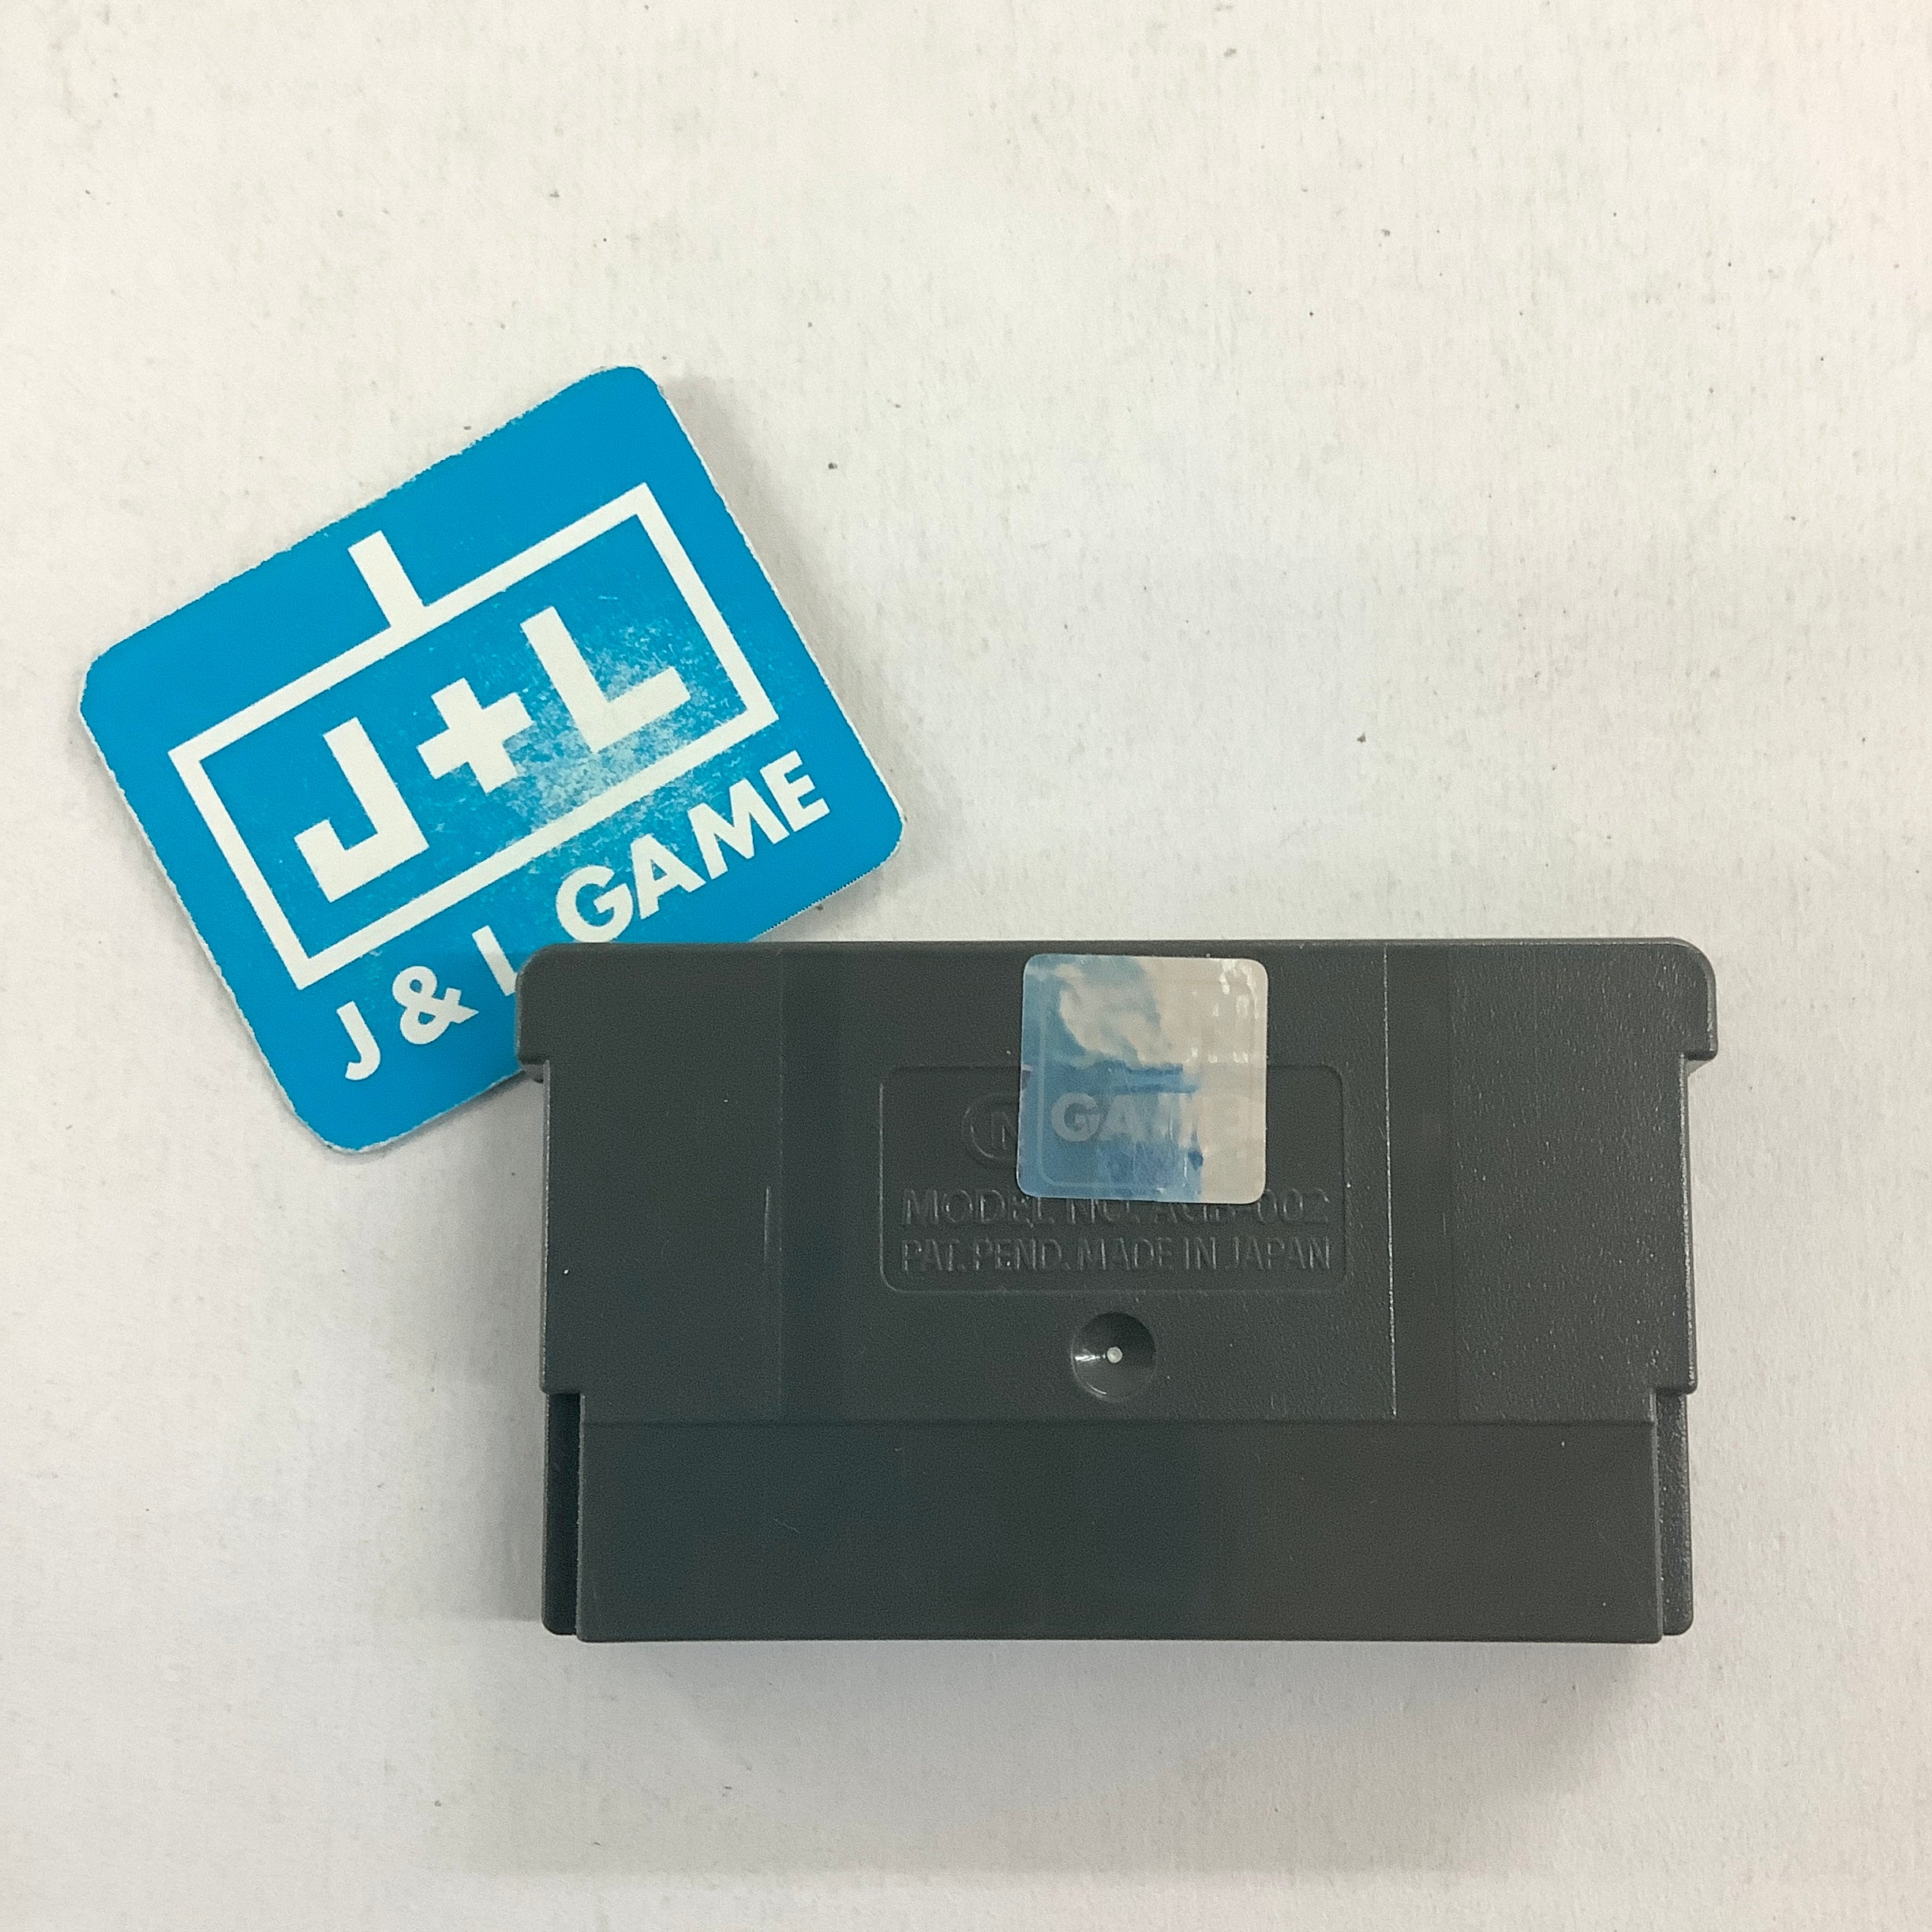 J+L
J & L GAME
GAME
MODEL NO. AGB-002
PAT. PEND. MADE IN JAPAN